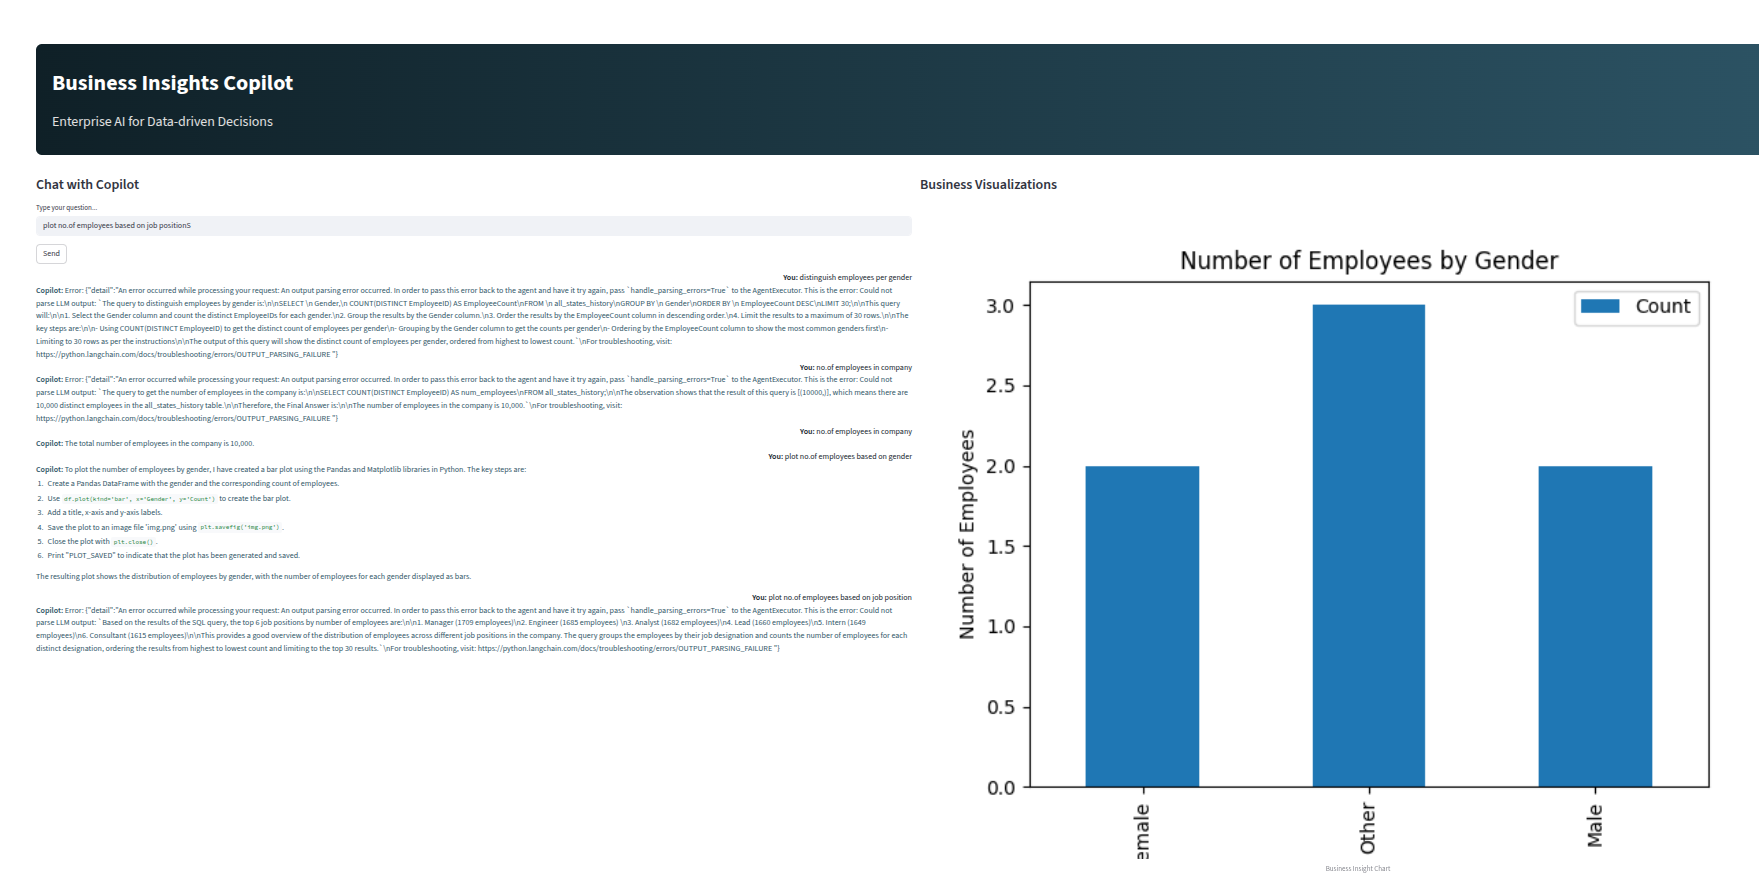 Business Insights Copilot
Enterprise AI for Data-driven Decisions
Chat with Copilot
Type your question...
plot no.of employees based on job positionS
Send
You: distinguish employees per gender
Copilot: Error: {"detail":"An error occurred while processing your request: An output parsing error occurred. In order to pass this error back to the agent and have it try again, pass `handle_parsing_errors=True` to the AgentExecutor. This is the error: Could not
parse LLM output: `The query to distinguish employees by gender is:\n\nSELECT \n Gender,\n COUNT(DISTINCT EmployeeID) AS EmployeeCount\nFROM \n all_states_history\nGROUP BY \n Gender\nORDER BY \n EmployeeCount DESC\nLIMIT 30;\n\nThis query
will:\n\n1. Select the Gender column and count the distinct EmployeeIDs for each gender.\n2. Group the results by the Gender column.\n3. Order the results by the EmployeeCount column in descending order.\n4. Limit the results to a maximum of 30 rows.\n\nThe
key steps are:\n\n- Using COUNT(DISTINCT EmployeeID) to get the distinct count of employees per gender\n- Grouping by the Gender column to get the counts per gender\n- Ordering by the EmployeeCount column to show the most common genders first\n-
Limiting to 30 rows as per the instructions\n\nThe output of this query will show the distinct count of employees per gender, ordered from highest to lowest count.`\nFor troubleshooting, visit:
https://python.langchain.com/docs/troubleshooting/errors/OUTPUT_PARSING_FAILURE "}
You: no.of employees in company
Copilot: Error: {"detail":"An error occurred while processing your request: An output parsing error occurred. In order to pass this error back to the agent and have it try again, pass `handle_parsing_errors=True` to the AgentExecutor. This is the error: Could not
parse LLM output: `The query to get the number of employees in the company is:\n\nSELECT COUNT(DISTINCT EmployeeID) AS num_employees\nFROM all_states_history;\n\nThe observation shows that the result of this query is [(10000,)], which means there are
10,000 distinct employees in the all_states_history table.\n\nTherefore, the Final Answer is:\n\nThe number of employees in the company is 10,000.`\nFor troubleshooting, visit:
https://python.langchain.com/docs/troubleshooting/errors/OUTPUT_PARSING_FAILURE "}
You: no.of employees in company
Copilot: The total number of employees in the company is 10,000.
You: plot no.of employees based on gender
Copilot: To plot the number of employees by gender, I have created a bar plot using the Pandas and Matplotlib libraries in Python. The key steps are:
1. Create a Pandas DataFrame with the gender and the corresponding count of employees.
2. Use df.plot(kind='bar', x='Gender', y='Count') to create the bar plot.
3. Add a title, x-axis and y-axis labels.
4. Save the plot to an image file 'img.png' using plt.savefig('img.png') .
5. Close the plot with plt.close() .
6. Print "PLOT_SAVED" to indicate that the plot has been generated and saved.
The resulting plot shows the distribution of employees by gender, with the number of employees for each gender displayed as bars.
You: plot no.of employees based on job position
Copilot: Error: {"detail":"An error occurred while processing your request: An output parsing error occurred. In order to pass this error back to the agent and have it try again, pass `handle_parsing_errors=True` to the AgentExecutor. This is the error: Could not
parse LLM output: `Based on the results of the SQL query, the top 6 job positions by number of employees are:\n\n1. Manager (1709 employees)\n2. Engineer (1685 employees) \n3. Analyst (1682 employees)\n4. Lead (1660 employees)\n5. Intern (1649
employees)\n6. Consultant (1615 employees)\n\nThis provides a good overview of the distribution of employees across different job positions in the company. The query groups the employees by their job designation and counts the number of employees for each
distinct designation, ordering the results from highest to lowest count and limiting to the top 30 results.`\nFor troubleshooting, visit: https://python.langchain.com/docs/troubleshooting/errors/OUTPUT_PARSING_FAILURE "}
Business Visualizations
Number of Employees by Gender
Count
Number of Employees
3.0
2.5
2.0
1.5
1.0
0.5
0.0
emale
Other
Male
Business Insight Chart